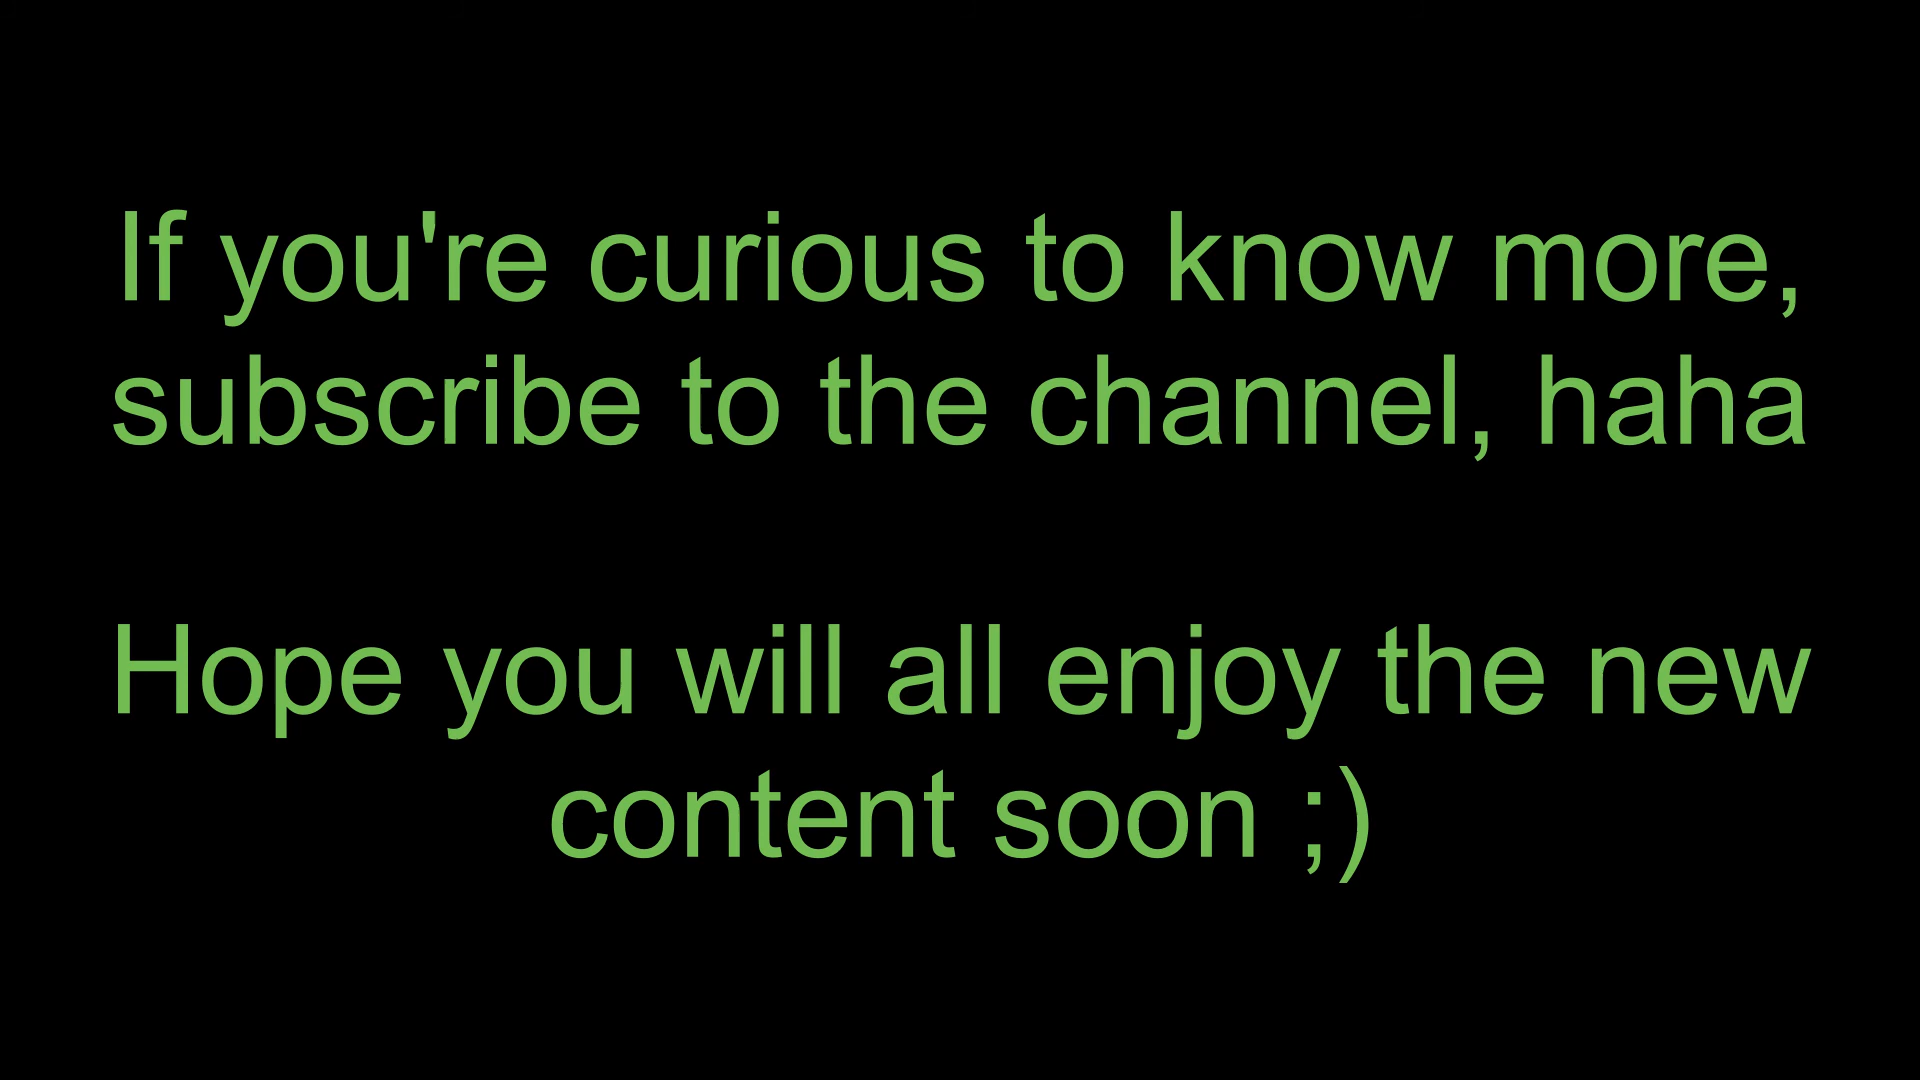 If you're curious to know more,
subscribe to the channel, haha
Hope you will all enjoy the new
content soon ;)